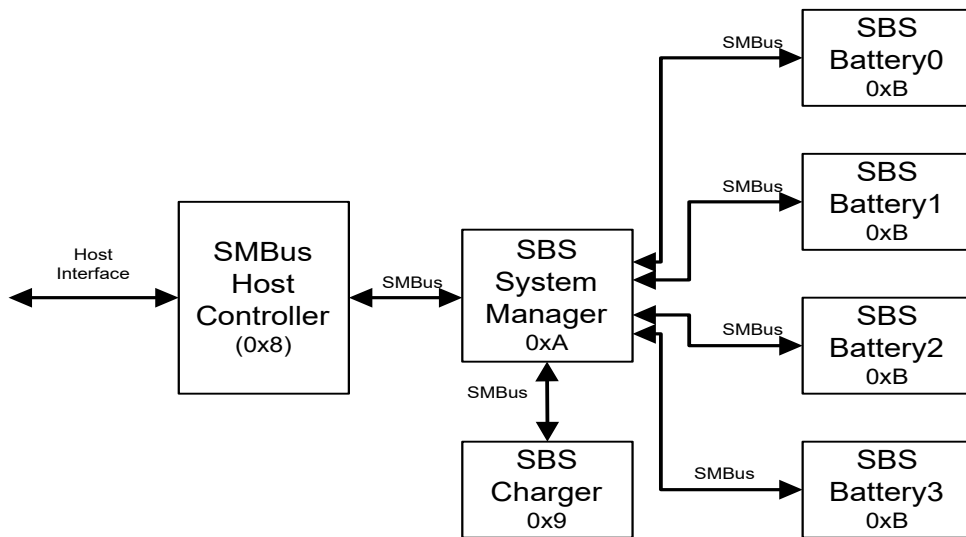 Host
Interface
SMBus
Host
Controller
(0x8)
SMBus
SBS
System
Manager
0xA
SMBus
SBS
Charger
0x9
SMBus
SBS
Battery0
0xB
SMBus
SBS
Battery1
0xB
SMBus
SBS
Battery2
0xB
SMBus
SBS
Battery3
0xB